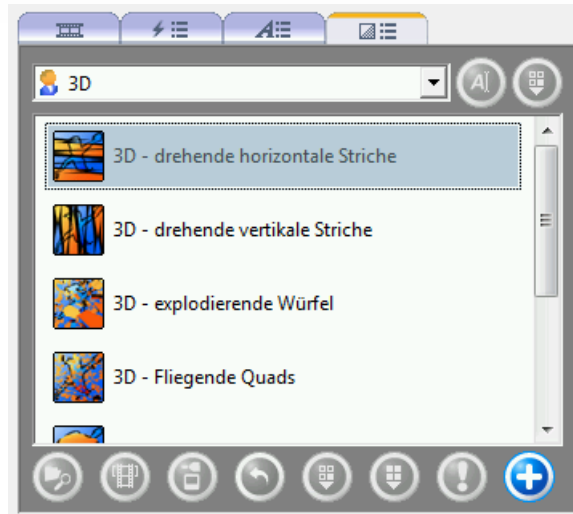 3D
3D - drehende horizontale Striche
3D - drehende vertikale Striche
3D - explodierende Würfel
3D - Fliegende Quads